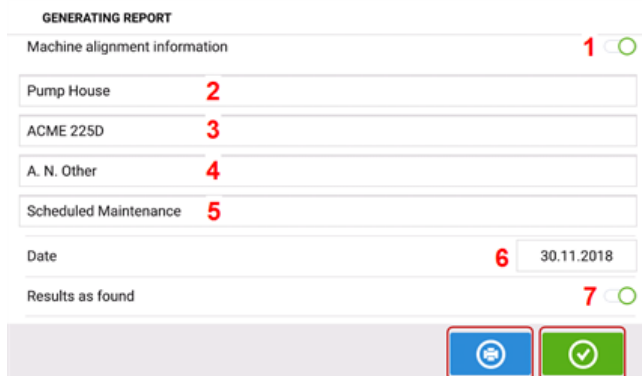 GENERATING REPORT
Machine alignment information 1
Pump House 2
ACME 225D 3
A. N. Other 4
Scheduled Maintenance 5
Date 6 30.11.2018
Results as found 7